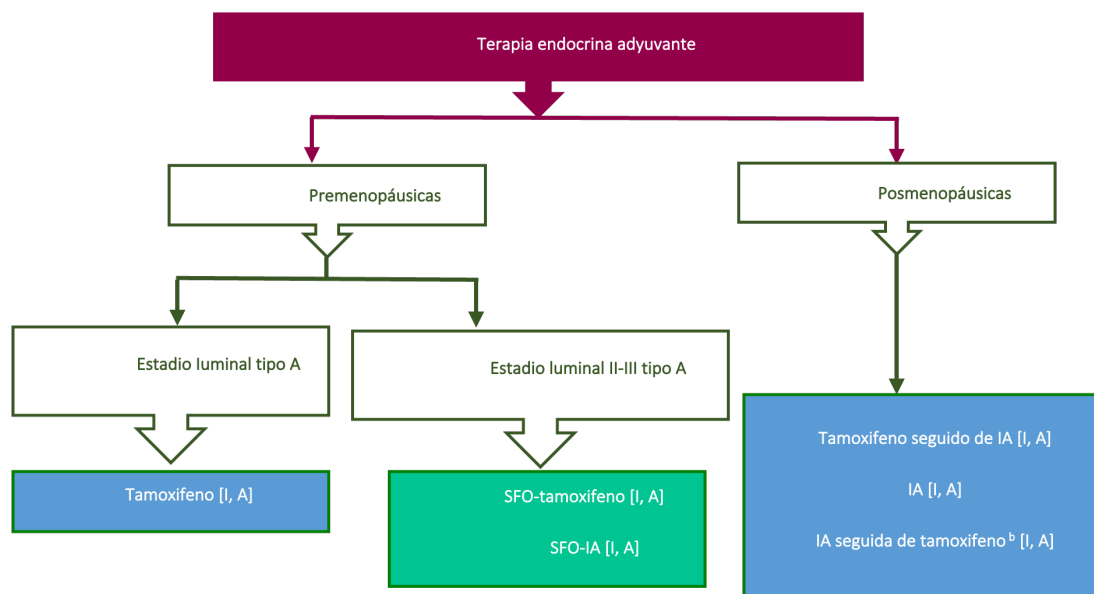 Terapia endocrina adyuvante
Premenopáusicas
Posmenopáusicas
Estadio luminal tipo A
Estadio luminal II-III tipo A
Tamoxifeno [I, A]
SFO-tamoxifeno [I, A]
SFO-IA [I, A]
Tamoxifeno seguido de IA [I, A]
IA [I, A]
IA seguida de tamoxifeno ᵇ [I, A]